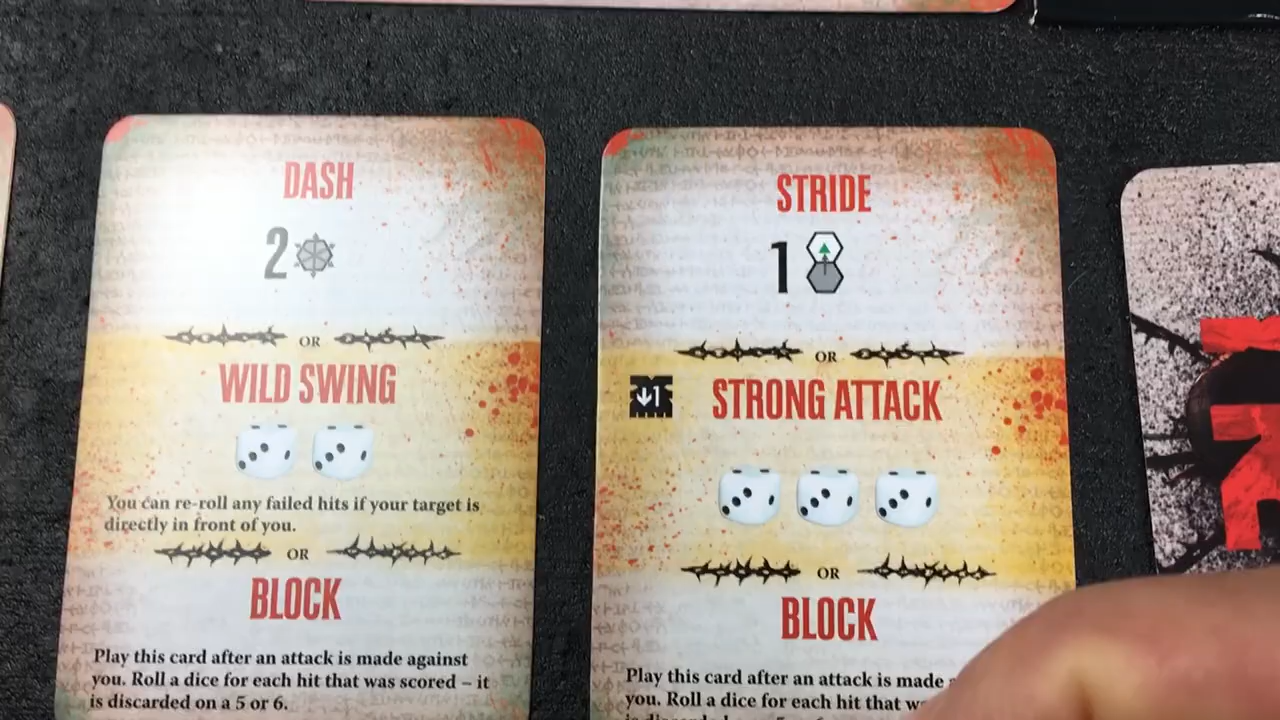 DASH
2
OR
WILD SWING
You can re-roll any failed hits if your target is
directly in front of you.
OR
BLOCK
Play this card after an attack is made against
you. Roll a dice for each hit that was scored – it
is discarded on a 5 or 6.
STRIDE
1
OR
1
STRONG ATTACK
OR
BLOCK
Play this card after an attack is made
you. Roll a dice for each hit that